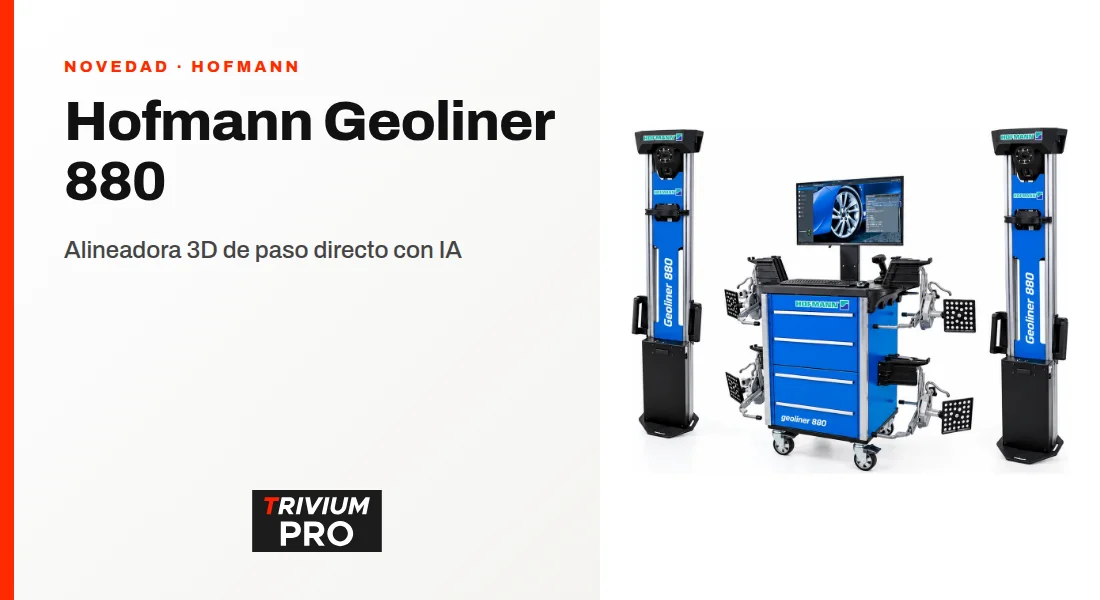 NOVEDAD · HOFMANN
Hofmann Geoliner
880
Alineadora 3D de paso directo con IA
TRIVIUM
PRO
HOFMANN
HOFMANN
Geoliner 880
HOFMANN
geoliner 880
HOFMANN
HOFMANN
Geoliner 880